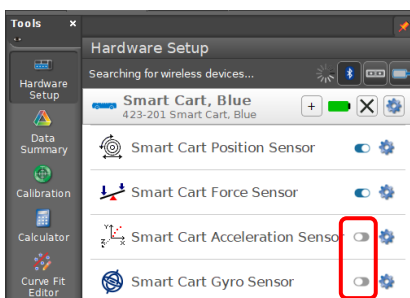 Tools
Hardware Setup
Searching for wireless devices...
Hardware
Setup
Smart Cart, Blue
423-201 Smart Cart, Blue
Data
Summary
Smart Cart Position Sensor
Calibration
Smart Cart Force Sensor
Calculator
Smart Cart Acceleration Sensor
Curve Fit
Editor
Smart Cart Gyro Sensor